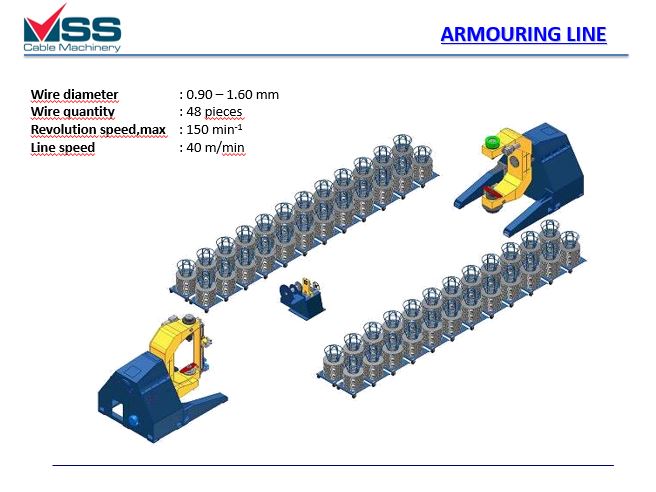 MSS
Cable Machinery
ARMOURING LINE
Wire diameter : 0.90 – 1.60 mm
Wire quantity : 48 pieces
Revolution speed,max : 150 min⁻¹
Line speed : 40 m/min